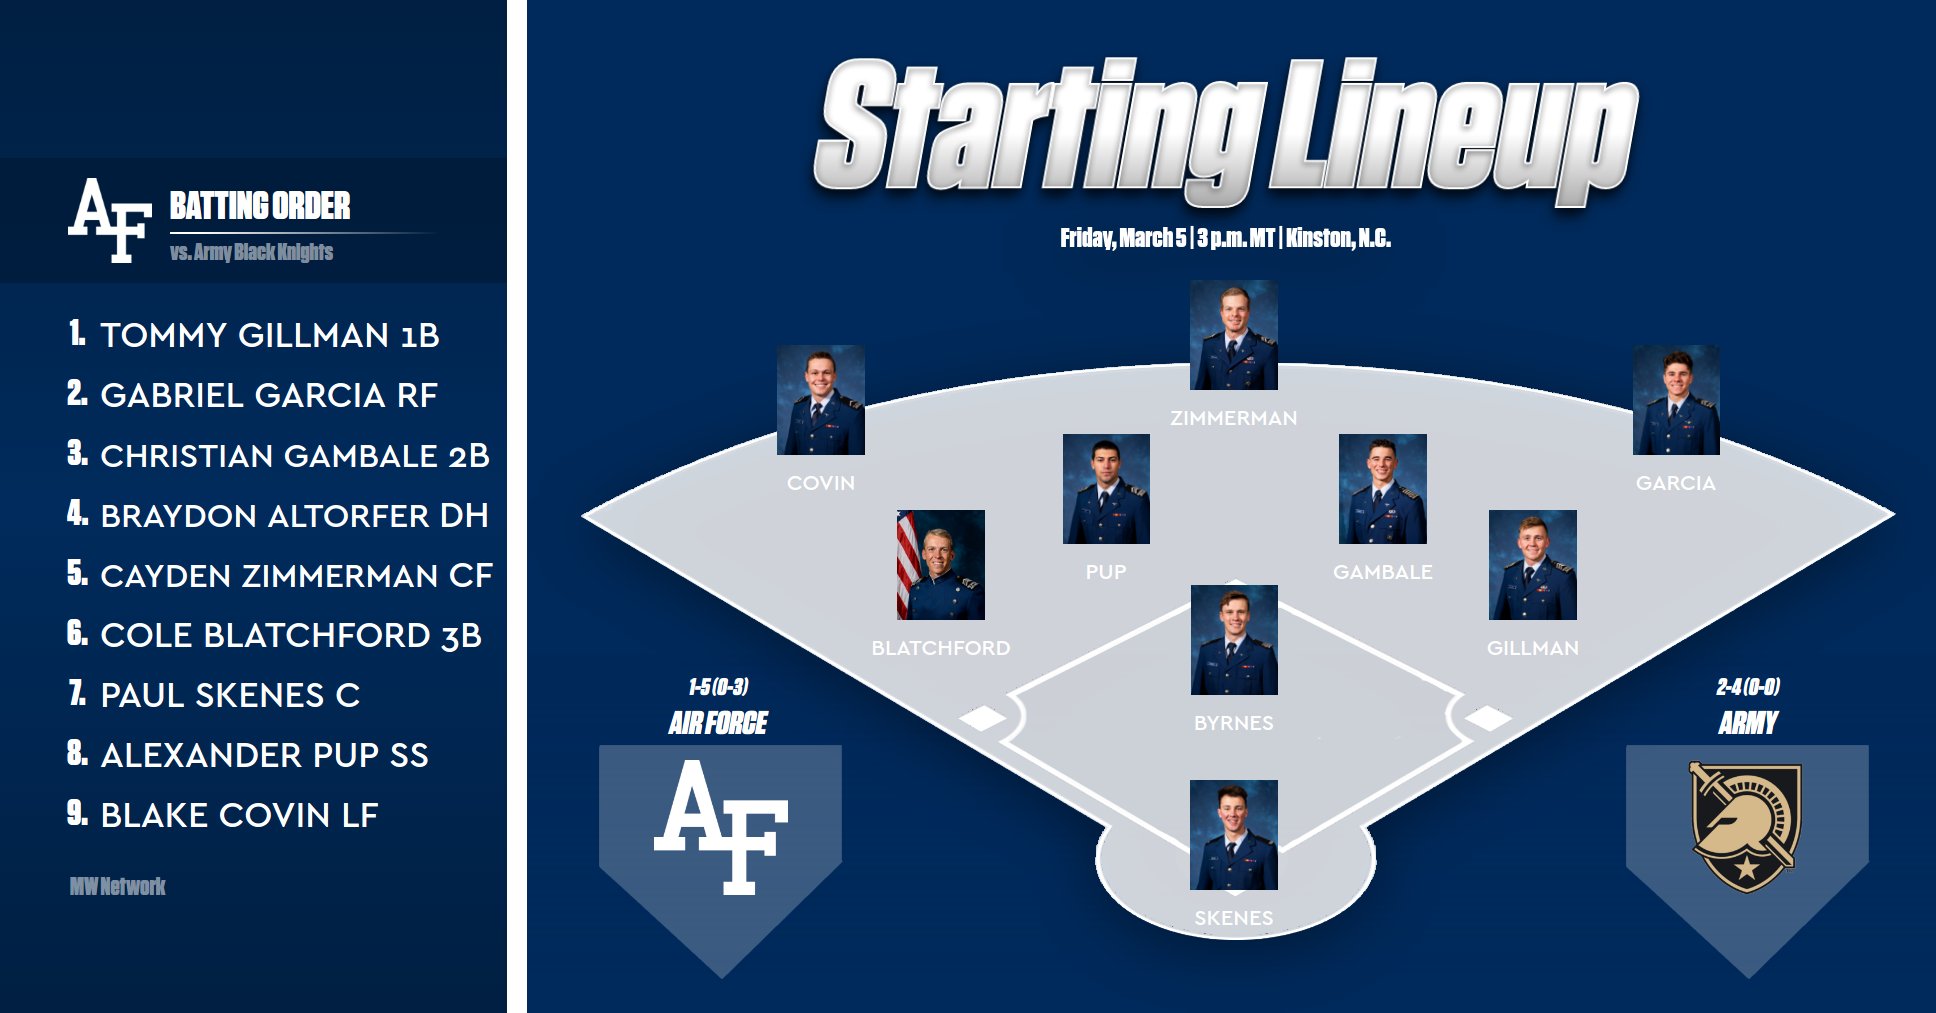 AF
BATTING ORDER
vs. Army Black Knights
1. TOMMY GILLMAN 1B
2. GABRIEL GARCIA RF
3. CHRISTIAN GAMBALE 2B
4. BRAYDON ALTORFER DH
5. CAYDEN ZIMMERMAN CF
6. COLE BLATCHFORD 3B
7. PAUL SKENES C
8. ALEXANDER PUP SS
9. BLAKE COVIN LF
MW Network
Starting Lineup
Friday, March 5 | 3 p.m. MT | Kinston, N.C.
ZIMMERMAN
COVIN
GARCIA
PUP
GAMBALE
BLATCHFORD
GILLMAN
BYRNES
SKENES
1-5 (0-3)
AIR FORCE
AF
2-4 (0-0)
ARMY